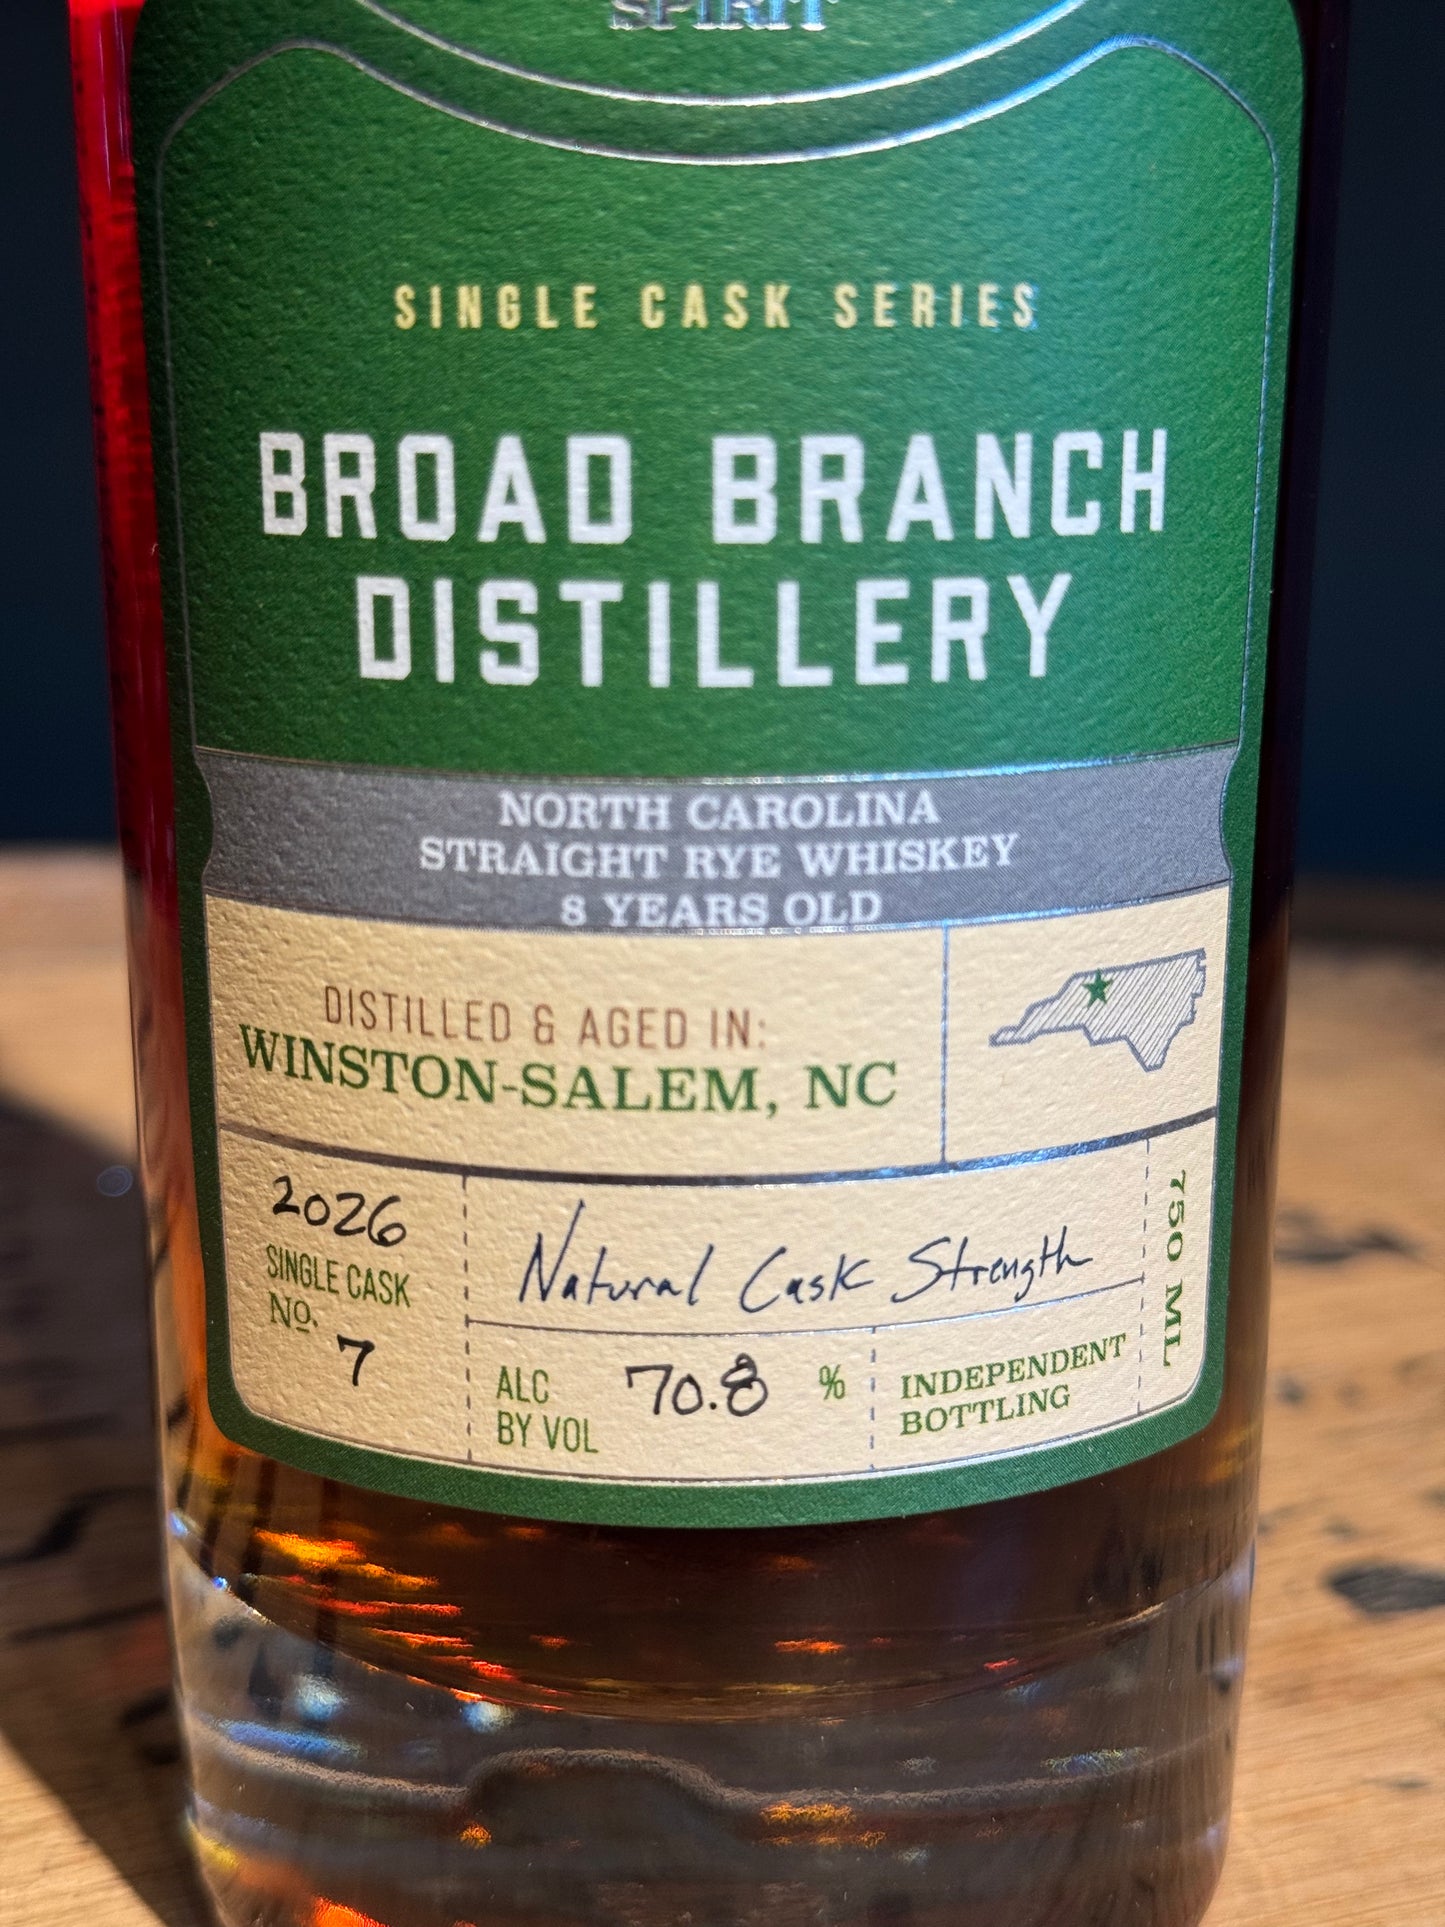 SPIRIT
SINGLE CASK SERIES
BROAD BRANCH
DISTILLERY
NORTH CAROLINA
STRAIGHT RYE WHISKEY
8 YEARS OLD
DISTILLED & AGED IN:
WINSTON-SALEM, NC
2026
SINGLE CASK
No.
7
Natural Cask Strength
ALC
BY VOL
70.8 %
INDEPENDENT
BOTTLING
750 ML